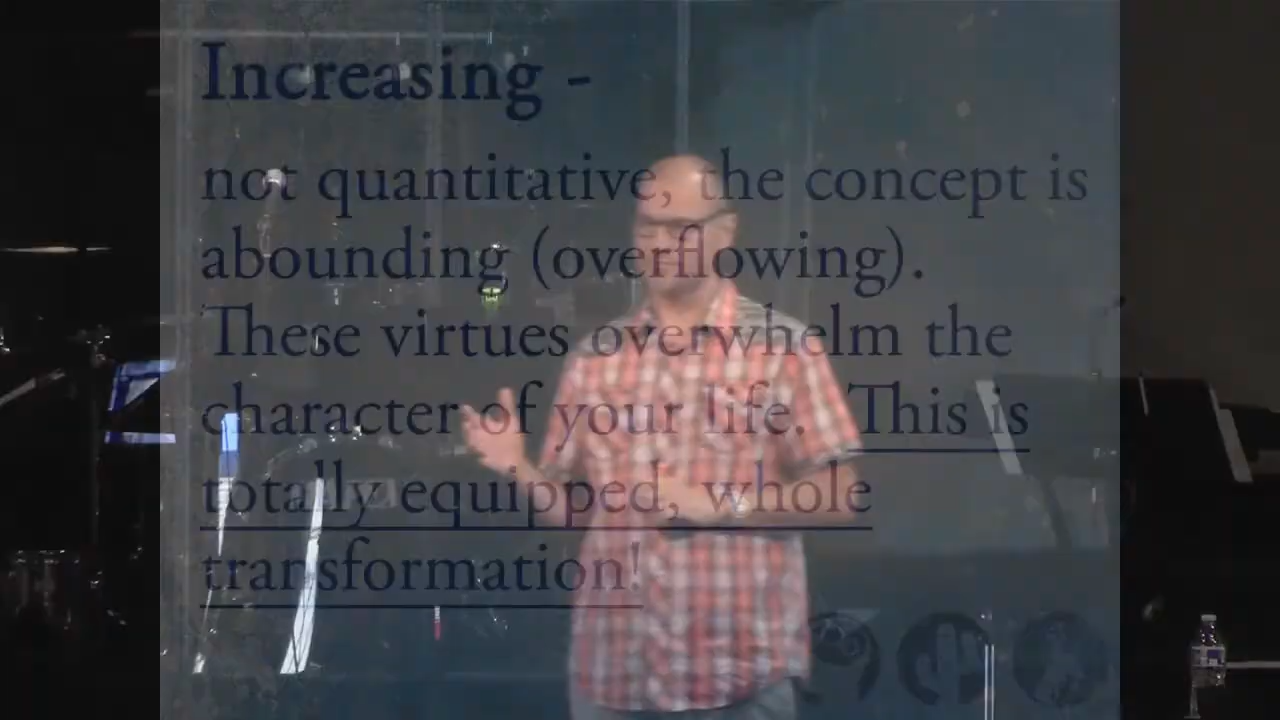 Increasing -
not quantitative, the concept is
abounding (overflowing).
These virtues overwhelm the
character of your life. This is
totally equipped, whole
transformation!